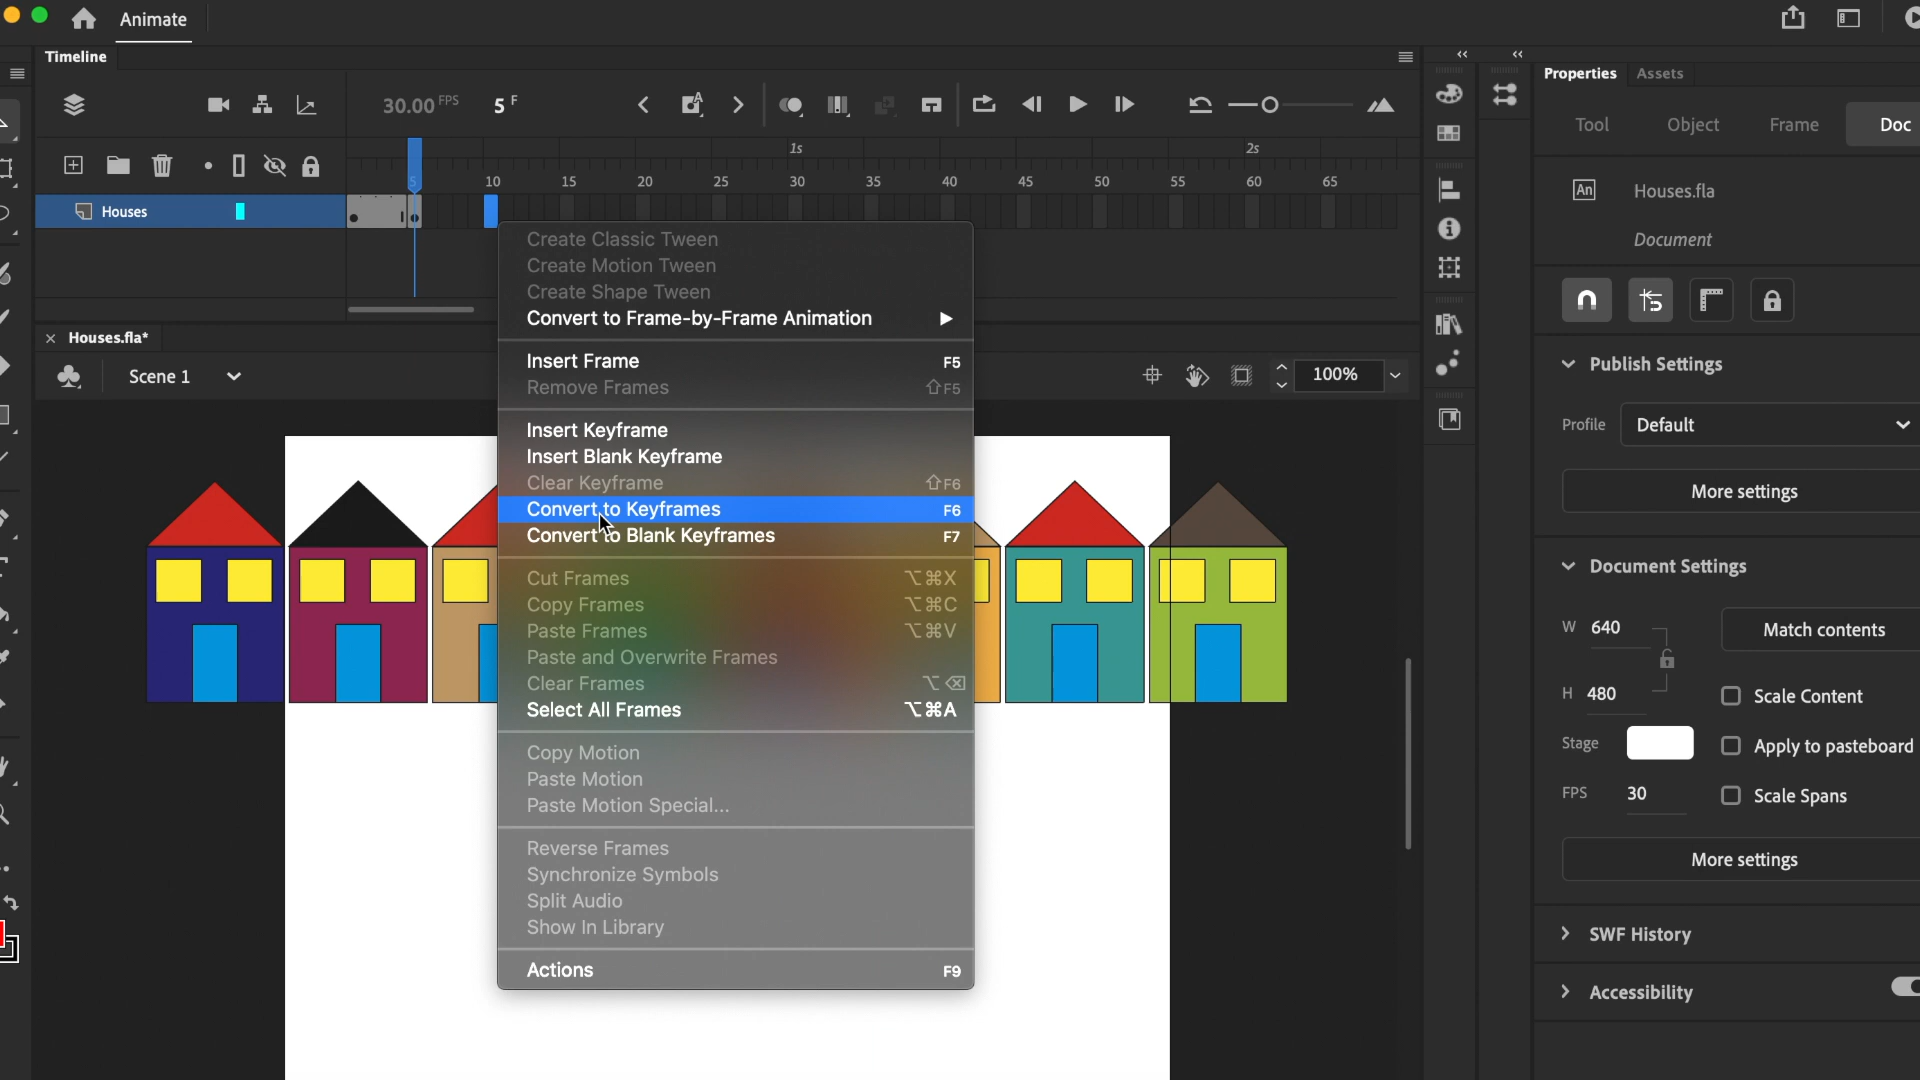 Animate
Timeline
30.00 FPS 5 F
1s 2s
5 10 15 20 25 30 35 40 45 50 55 60 65
Houses
Create Classic Tween
Create Motion Tween
Create Shape Tween
Convert to Frame-by-Frame Animation
Insert Frame F5
Remove Frames ⇧F5
Insert Keyframe
Insert Blank Keyframe
Clear Keyframe ⇧F6
Convert to Keyframes F6
Convert to Blank Keyframes F7
Cut Frames ⌥⌘X
Copy Frames ⌥⌘C
Paste Frames ⌥⌘V
Paste and Overwrite Frames
Clear Frames ⌥⌫
Select All Frames ⌥⌘A
Copy Motion
Paste Motion
Paste Motion Special...
Reverse Frames
Synchronize Symbols
Split Audio
Show In Library
Actions F9
Houses.fla*
Scene 1
100%
Properties Assets
Tool Object Frame Doc
An Houses.fla
Document
Publish Settings
Profile Default
More settings
Document Settings
W 640 Match contents
H 480 Scale Content
Stage Apply to pasteboard
FPS 30 Scale Spans
More settings
SWF History
Accessibility